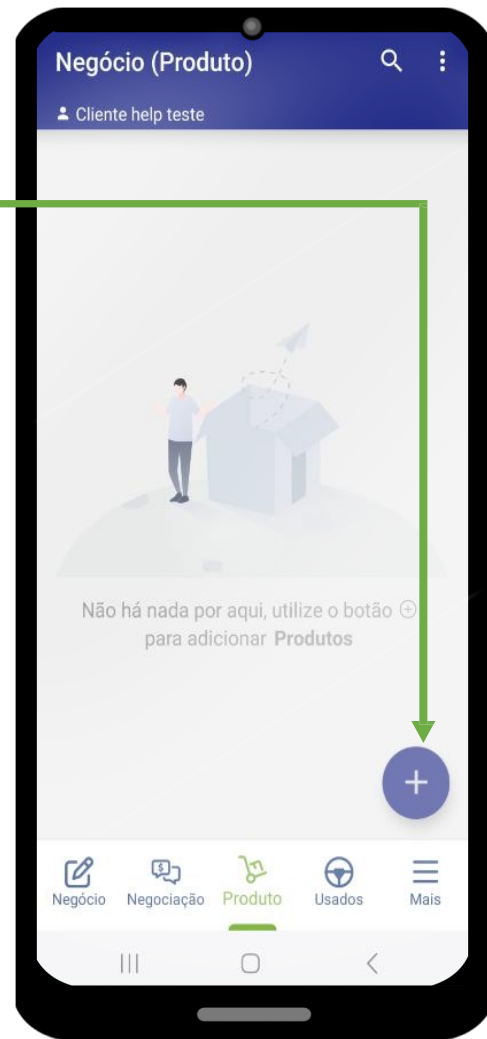 Negócio (Produto)
Cliente help teste
Não há nada por aqui, utilize o botão
para adicionar Produtos
Negócio Negociação Produto Usados Mais